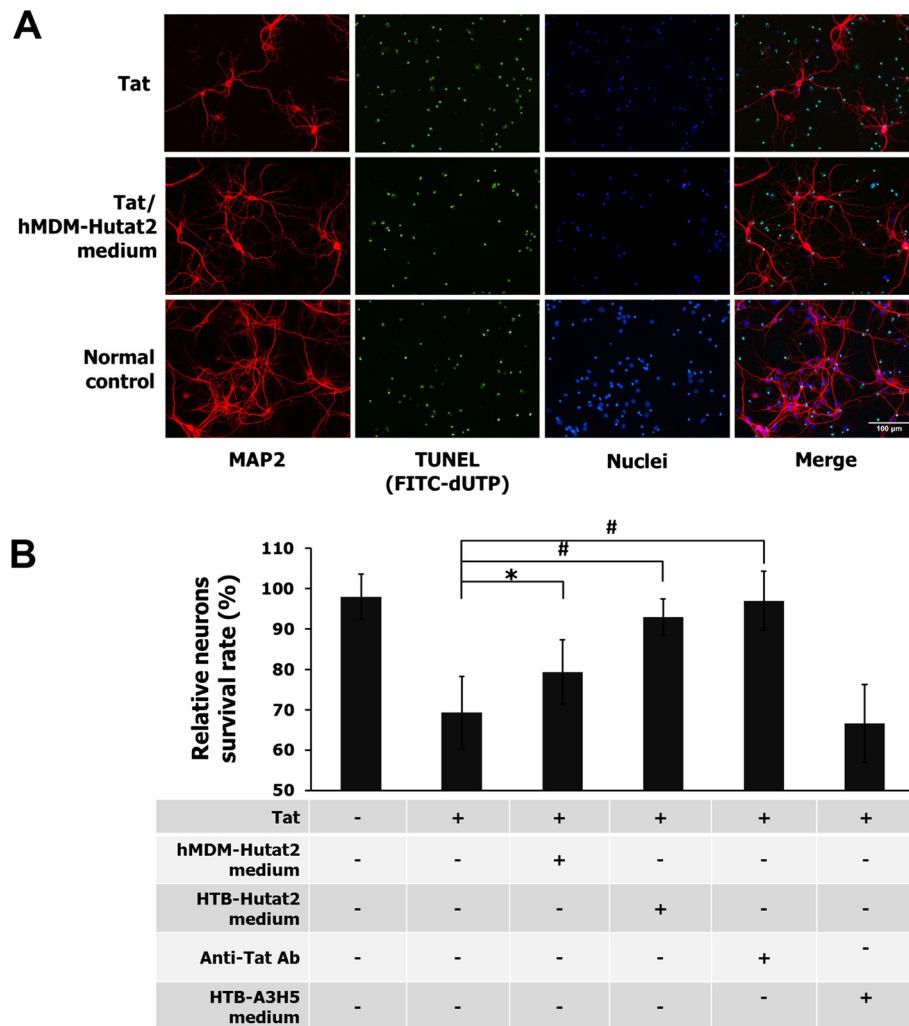 A
Tat
Tat/
hMDM-Hutat2
medium
Normal
control
100 µm
MAP2
TUNEL
(FITC-dUTP)
Nuclei
Merge
B
Relative neurons
survival rate (%)
110
100
90
80
70
60
50
*
#
#
Tat - + + + + +
hMDM-Hutat2
medium - - + - - -
HTB-Hutat2
medium - - - + - -
Anti-Tat Ab - - - - + -
HTB-A3H5
medium - - - - - +